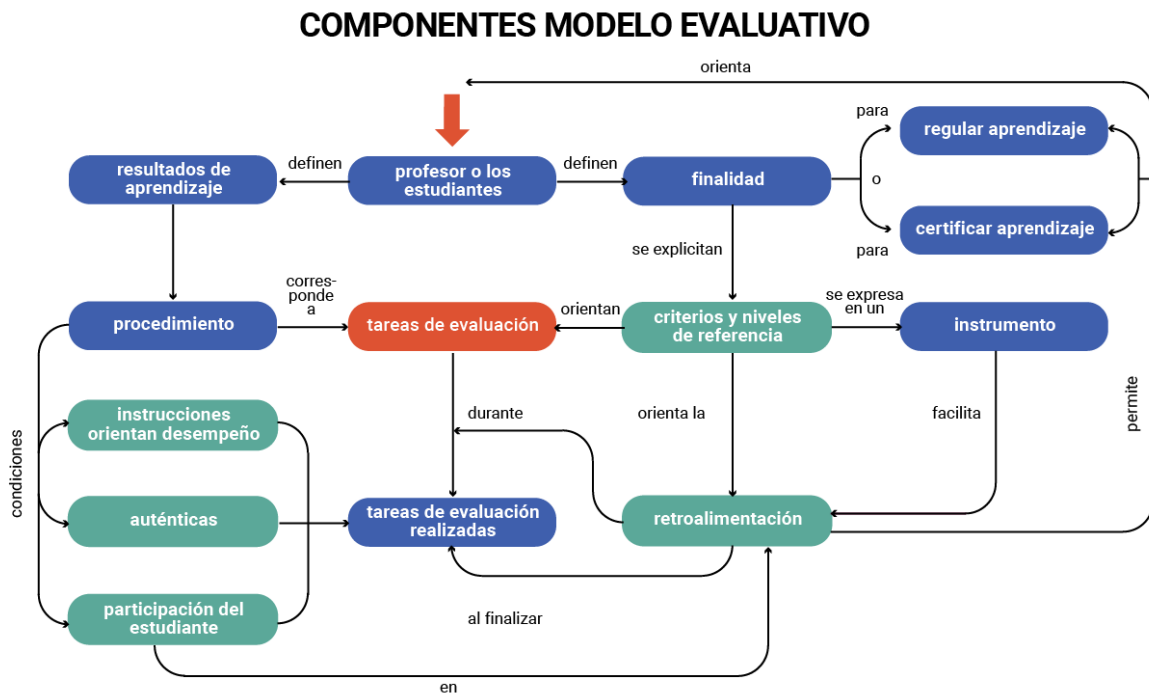 COMPONENTES MODELO EVALUATIVO
orienta
para
regular aprendizaje
resultados de
aprendizaje
definen
profesor o los
estudiantes
definen
finalidad
o
certificar aprendizaje
para
se explicitan
corres-
ponde
a
procedimiento
tareas de evaluación
orientan
criterios y niveles
de referencia
se expresa
en un
instrumento
condiciones
instrucciones
orientan desempeño
durante
orienta la
facilita
permite
auténticas
tareas de evaluación
realizadas
retroalimentación
participación del
estudiante
al finalizar
en